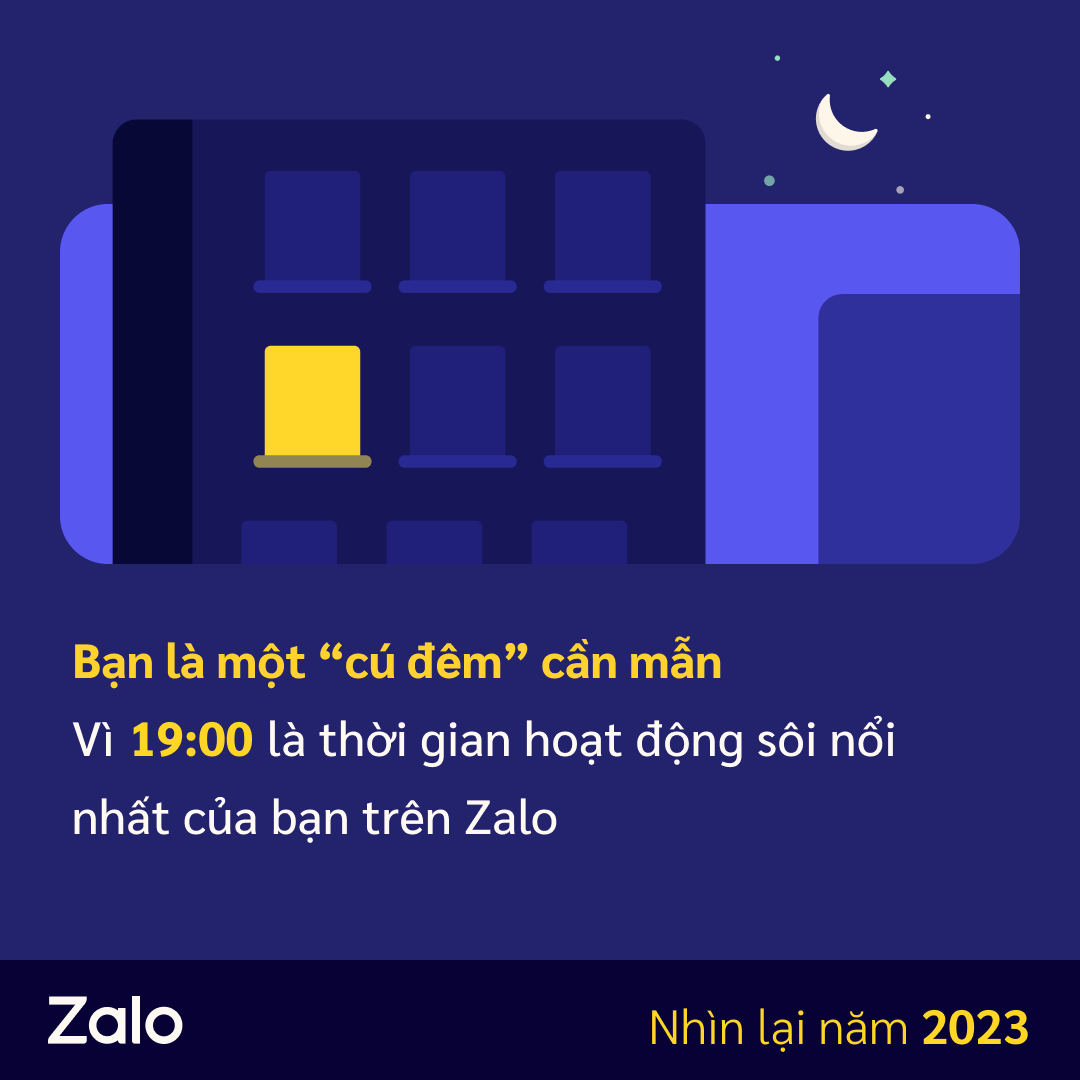 Bạn là một “cú đêm” cần mẫn
Vì 19:00 là thời gian hoạt động sôi nổi
nhất của bạn trên Zalo
Zalo
Nhìn lại năm 2023